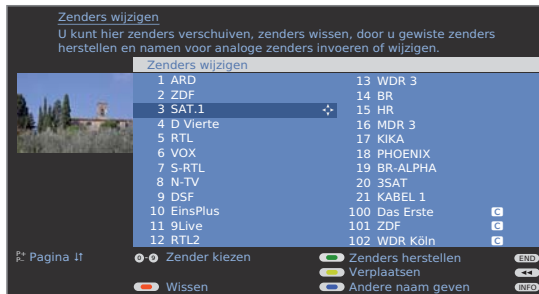 Zenders wijzigen
U kunt hier zenders verschuiven, zenders wissen, door u gewiste zenders
herstellen en namen voor analoge zenders invoeren of wijzigen.
Zenders wijzigen
1 ARD
2 ZDF
3 SAT.1
4 D Vierte
5 RTL
6 VOX
7 S-RTL
8 N-TV
9 DSF
10 EinsPlus
11 9Live
12 RTL2
13 WDR 3
14 BR
15 HR
16 MDR 3
17 KIKA
18 PHOENIX
19 BR-ALPHA
20 3SAT
21 KABEL 1
100 Das Erste C
101 ZDF C
102 WDR Köln C
P+ P- Pagina
0-9 Zender kiezen
Wissen
Zenders herstellen END
Verplaatsen
Andere naam geven INFO